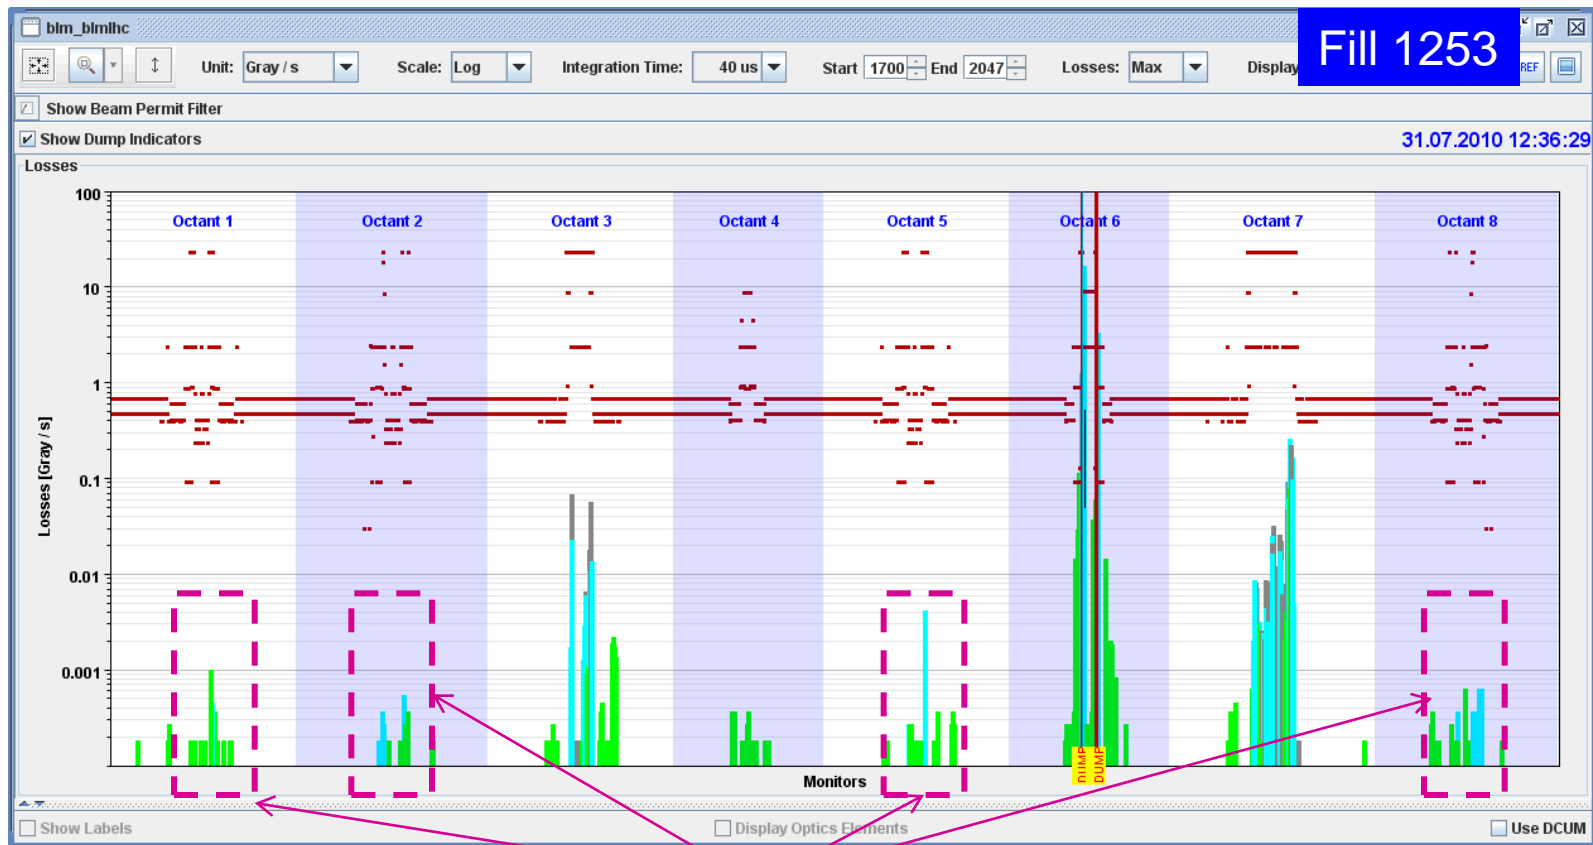 blm_blmlhc
Fill 1253
Unit: Gray / s Scale: Log Integration Time: 40 us Start 1700 End 2047 Losses: Max Display
REF
Show Beam Permit Filter
Show Dump Indicators
31.07.2010 12:36:29
Losses
100
10
1
0.1
0.01
0.001
Losses [Gray / s]
Octant 1 Octant 2 Octant 3 Octant 4 Octant 5 Octant 6 Octant 7 Octant 8
DUMP
DUMP
Monitors
Show Labels
Display Optics Elements
Use DCUM